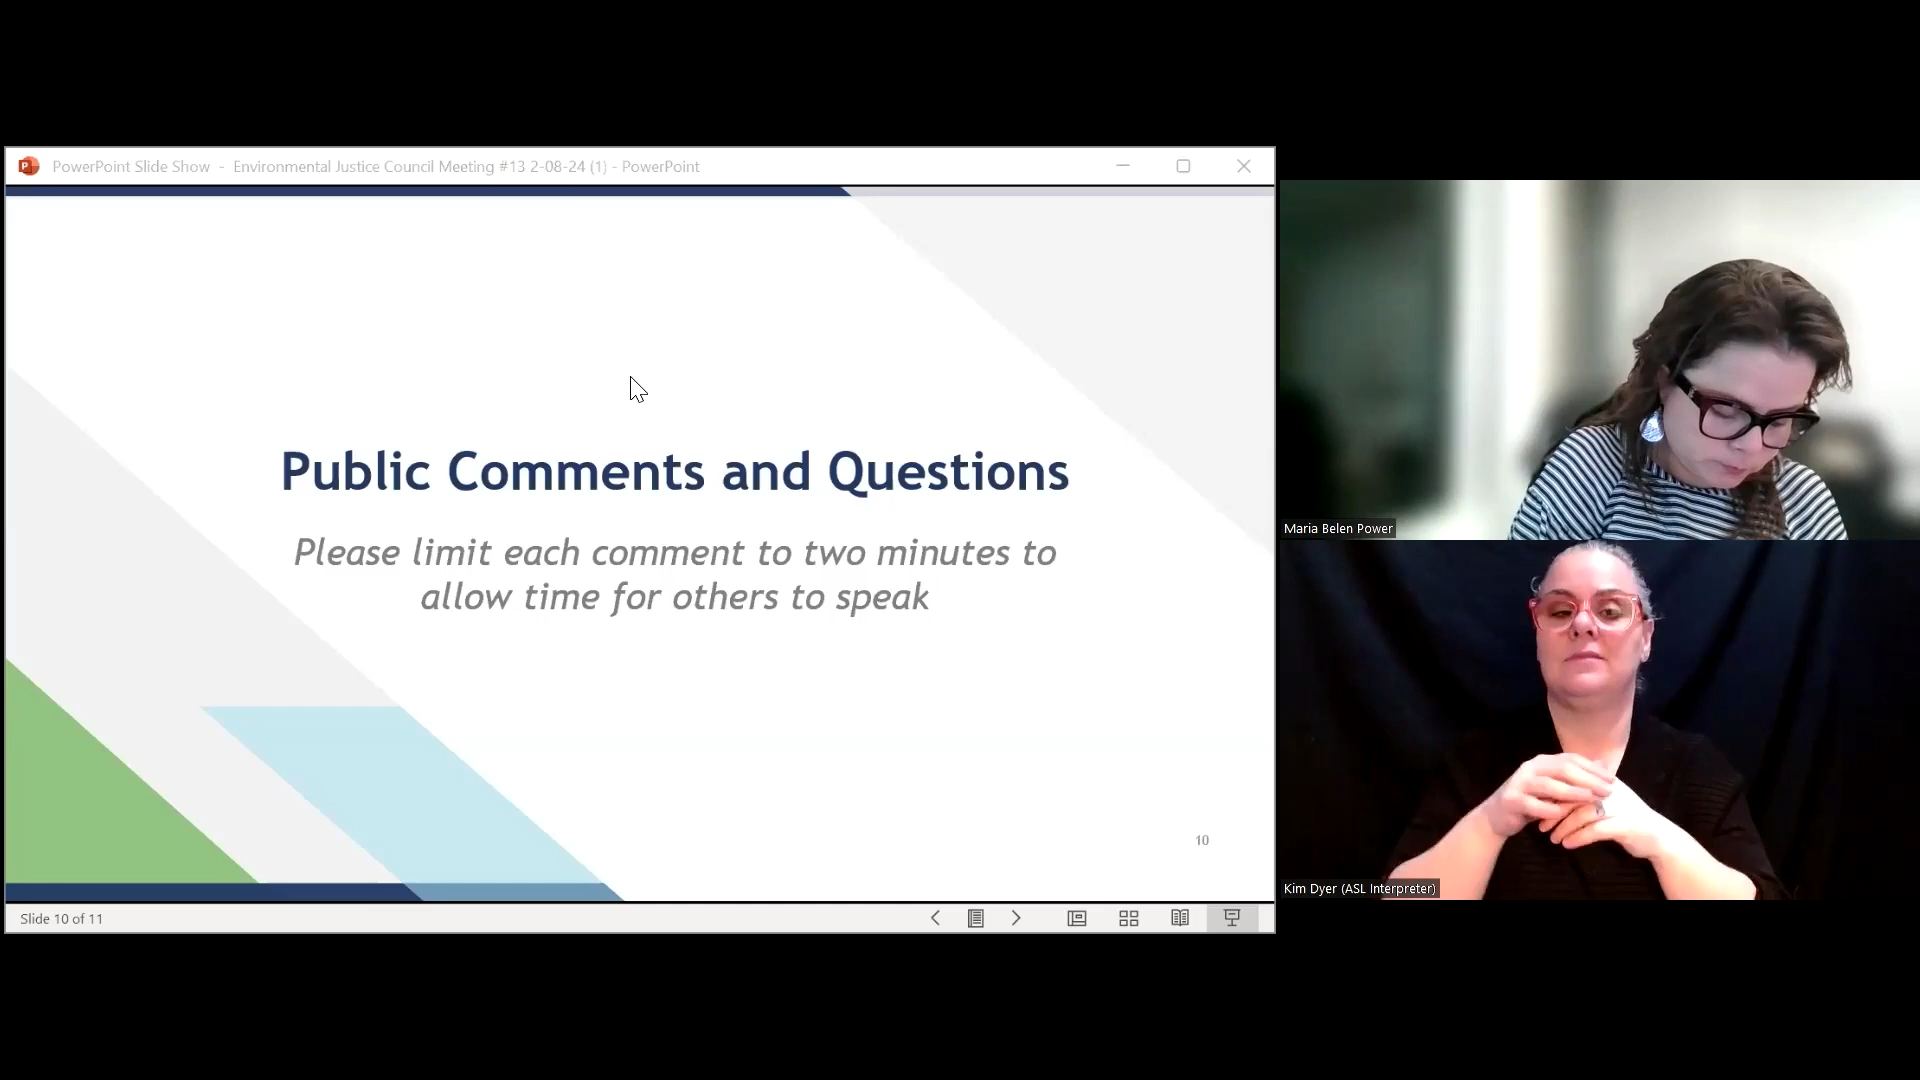 PowerPoint Slide Show - Environmental Justice Council Meeting #13 2-08-24 (1) - PowerPoint
Public Comments and Questions
Please limit each comment to two minutes to
allow time for others to speak
10
Slide 10 of 11
Maria Belen Power
Kim Dyer (ASL Interpreter)